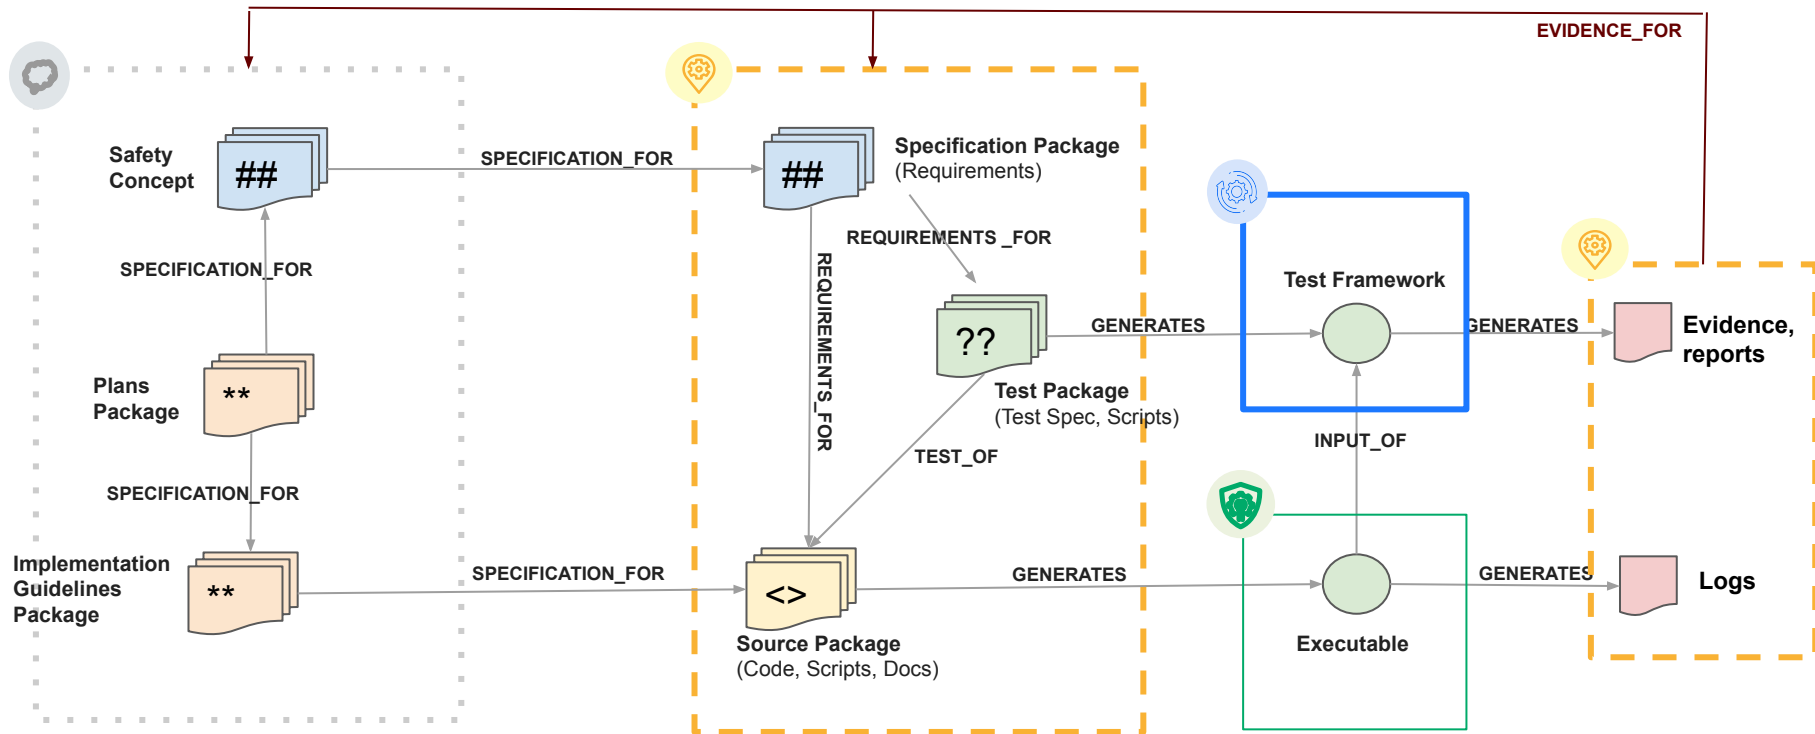 EVIDENCE_FOR
Safety
Concept
##
SPECIFICATION_FOR
##
Specification Package
(Requirements)
REQUIREMENTS _FOR
SPECIFICATION_FOR
REQUIREMENTS_FOR
Test Framework
??
GENERATES
GENERATES
Evidence,
reports
Plans
Package
**
Test Package
(Test Spec, Scripts)
TEST_OF
INPUT_OF
SPECIFICATION_FOR
Implementation
Guidelines
Package
**
SPECIFICATION_FOR
<>
GENERATES
GENERATES
Logs
Source Package
(Code, Scripts, Docs)
Executable